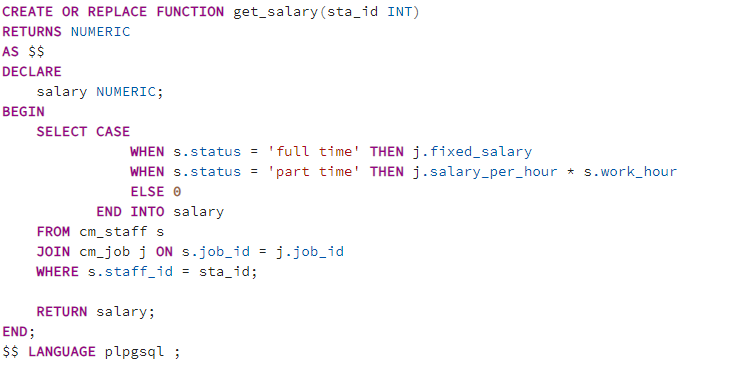 CREATE OR REPLACE FUNCTION get_salary(sta_id INT)
RETURNS NUMERIC
AS $$
DECLARE
    salary NUMERIC;
BEGIN
    SELECT CASE
               WHEN s.status = 'full time' THEN j.fixed_salary
               WHEN s.status = 'part time' THEN j.salary_per_hour * s.work_hour
               ELSE 0
           END INTO salary
    FROM cm_staff s
    JOIN cm_job j ON s.job_id = j.job_id
    WHERE s.staff_id = sta_id;

    RETURN salary;
END;
$$ LANGUAGE plpgsql ;